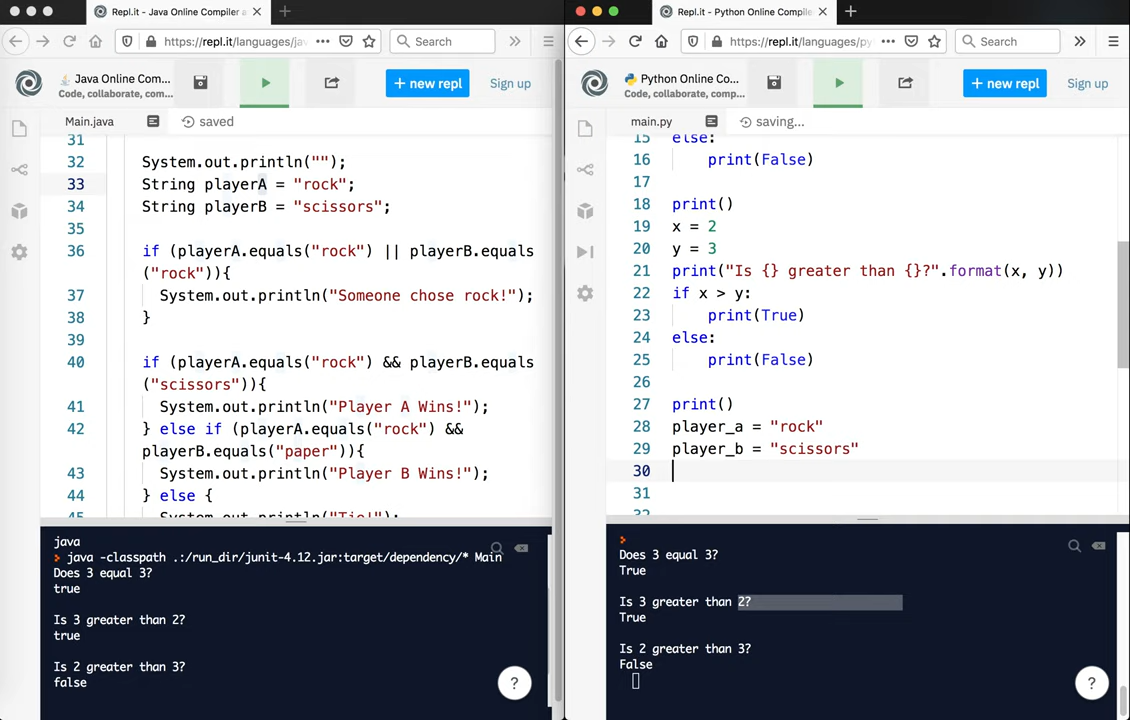 Repl.it - Java Online Compiler a
https://repl.it/languages/jav
Search
Java Online Com...
Code, collaborate, com...
+ new repl
Sign up
Main.java
saved
31
32 System.out.println("");
33 String playerA = "rock";
34 String playerB = "scissors";
35
36 if (playerA.equals("rock") || playerB.equals
("rock")){
37 System.out.println("Someone chose rock!");
38 }
39
40 if (playerA.equals("rock") && playerB.equals
("scissors")){
41 System.out.println("Player A Wins!");
42 } else if (playerA.equals("rock") &&
playerB.equals("paper")){
43 System.out.println("Player B Wins!");
44 } else {
45 System.out.println("Tie!");
java
java -classpath .:/run_dir/junit-4.12.jar:target/dependency/* Main
Does 3 equal 3?
true
Is 3 greater than 2?
true
Is 2 greater than 3?
false
?
Repl.it - Python Online Compile
https://repl.it/languages/py
Search
Python Online Co...
Code, collaborate, comp...
+ new repl
Sign up
main.py
saving...
15 else:
16 print(False)
17
18 print()
19 x = 2
20 y = 3
21 print("Is {} greater than {}?".format(x, y))
22 if x > y:
23 print(True)
24 else:
25 print(False)
26
27 print()
28 player_a = "rock"
29 player_b = "scissors"
30
31
32
Does 3 equal 3?
True
Is 3 greater than 2?
True
Is 2 greater than 3?
False
?